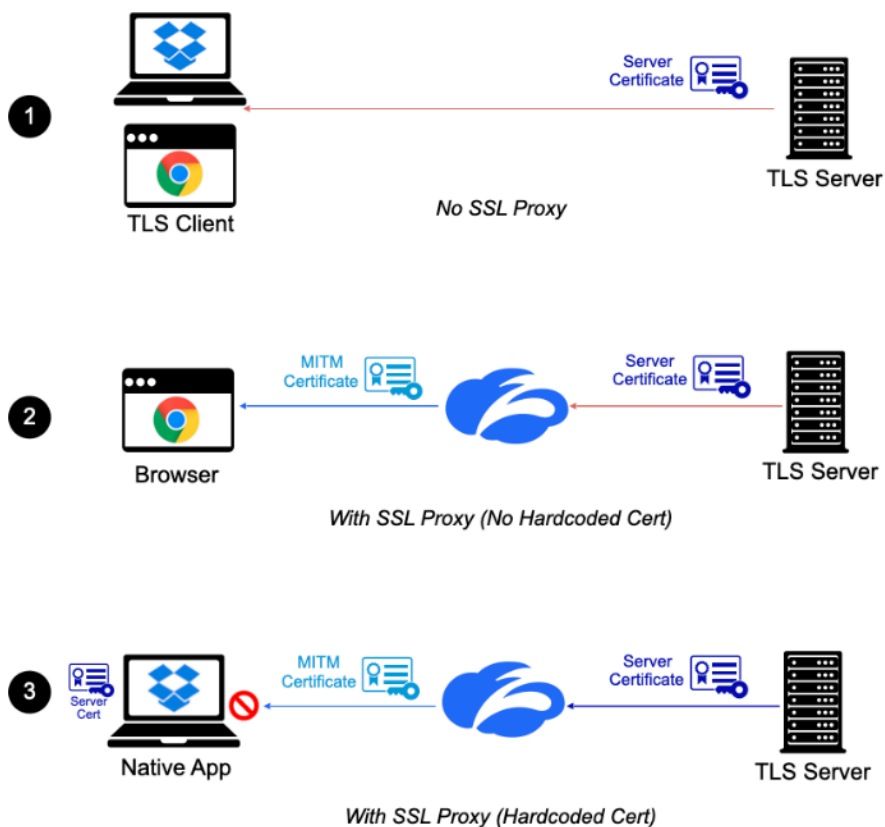 Server
Certificate
1
TLS Client
TLS Server
No SSL Proxy
MITM
Certificate
Server
Certificate
2
Browser
TLS Server
With SSL Proxy (No Hardcoded Cert)
MITM
Certificate
Server
Certificate
3
Server
Cert
Native App
TLS Server
With SSL Proxy (Hardcoded Cert)